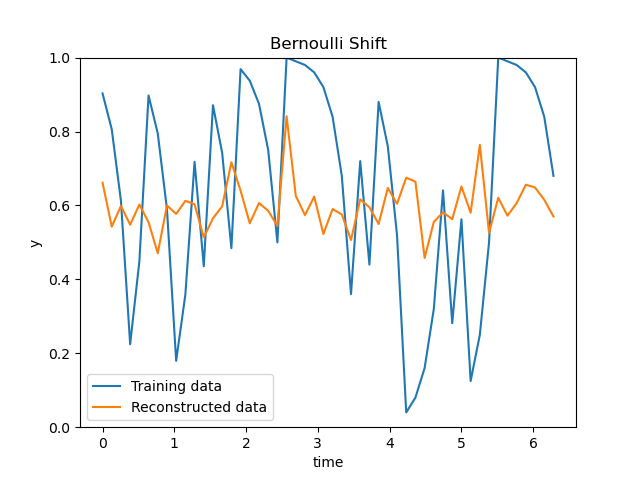 Bernoulli Shift
1.0
0.8
0.6
0.4
0.2
0.0
y
Training data
Reconstructed data
0 1 2 3 4 5 6
time